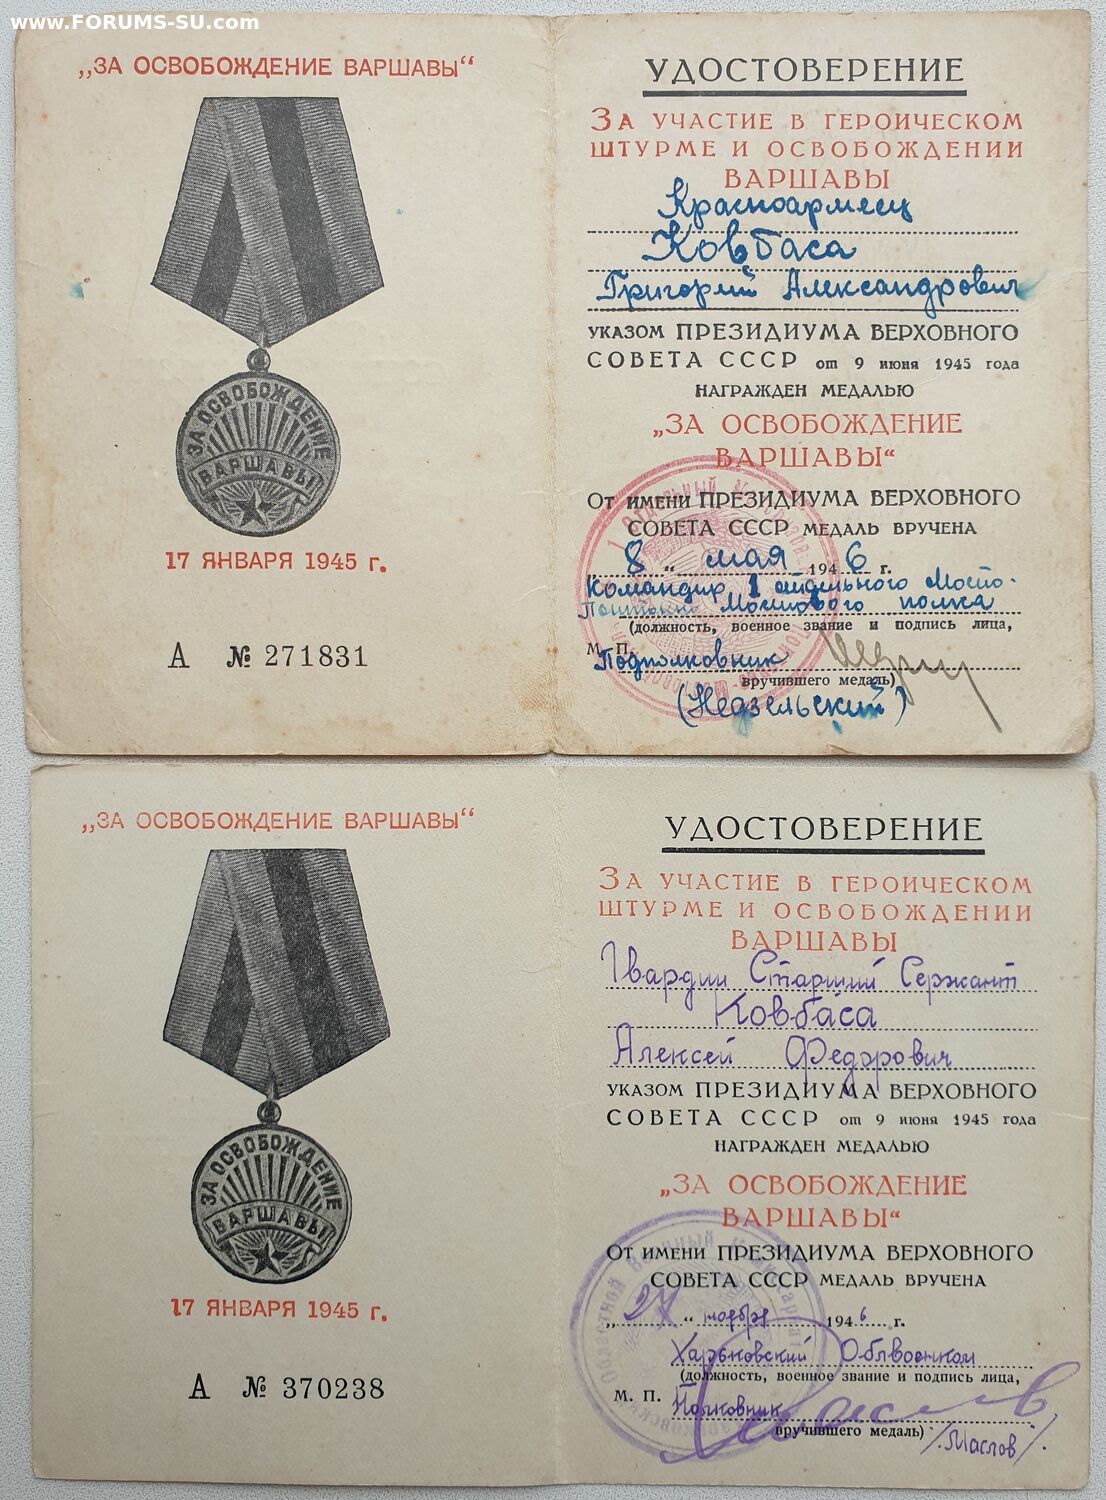 www.FORUMS-SU.com
„ЗА ОСВОБОЖДЕНИЕ ВАРШАВЫ“
ЗА ОСВОБОЖДЕНИЕ
ВАРШАВЫ
17 ЯНВАРЯ 1945 г.
А № 271831
УДОСТОВЕРЕНИЕ
ЗА УЧАСТИЕ В ГЕРОИЧЕСКОМ
ШТУРМЕ И ОСВОБОЖДЕНИИ
ВАРШАВЫ
Красноармеец
Ковбаса
Григорий Александрович
УКАЗОМ ПРЕЗИДИУМА ВЕРХОВНОГО
СОВЕТА СССР от 9 июня 1945 года
НАГРАЖДЕН МЕДАЛЬЮ
„ЗА ОСВОБОЖДЕНИЕ
ВАРШАВЫ“
ОТ ИМЕНИ ПРЕЗИДИУМА ВЕРХОВНОГО
СОВЕТА СССР МЕДАЛЬ ВРУЧЕНА
„8“ мая 1946 г.
Командир 1 отдельного Мосто-
Понтонно Мостового полка
(должность, военное звание и подпись лица,
М. П.
Подполковник
вручившего медаль)
(Недзельский)
„ЗА ОСВОБОЖДЕНИЕ ВАРШАВЫ“
ЗА ОСВОБОЖДЕНИЕ
ВАРШАВЫ
17 ЯНВАРЯ 1945 г.
А № 370238
УДОСТОВЕРЕНИЕ
ЗА УЧАСТИЕ В ГЕРОИЧЕСКОМ
ШТУРМЕ И ОСВОБОЖДЕНИИ
ВАРШАВЫ
Гвардии Старший Сержант
Ковбаса
Алексей Федорович
УКАЗОМ ПРЕЗИДИУМА ВЕРХОВНОГО
СОВЕТА СССР от 9 июня 1945 года
НАГРАЖДЕН МЕДАЛЬЮ
„ЗА ОСВОБОЖДЕНИЕ
ВАРШАВЫ“
ОТ ИМЕНИ ПРЕЗИДИУМА ВЕРХОВНОГО
СОВЕТА СССР МЕДАЛЬ ВРУЧЕНА
„27“ ноября 1946 г.
Харьковский Облвоенком
(должность, военное звание и подпись лица,
М. П. Полковник
вручившего медаль) /Маслов/.